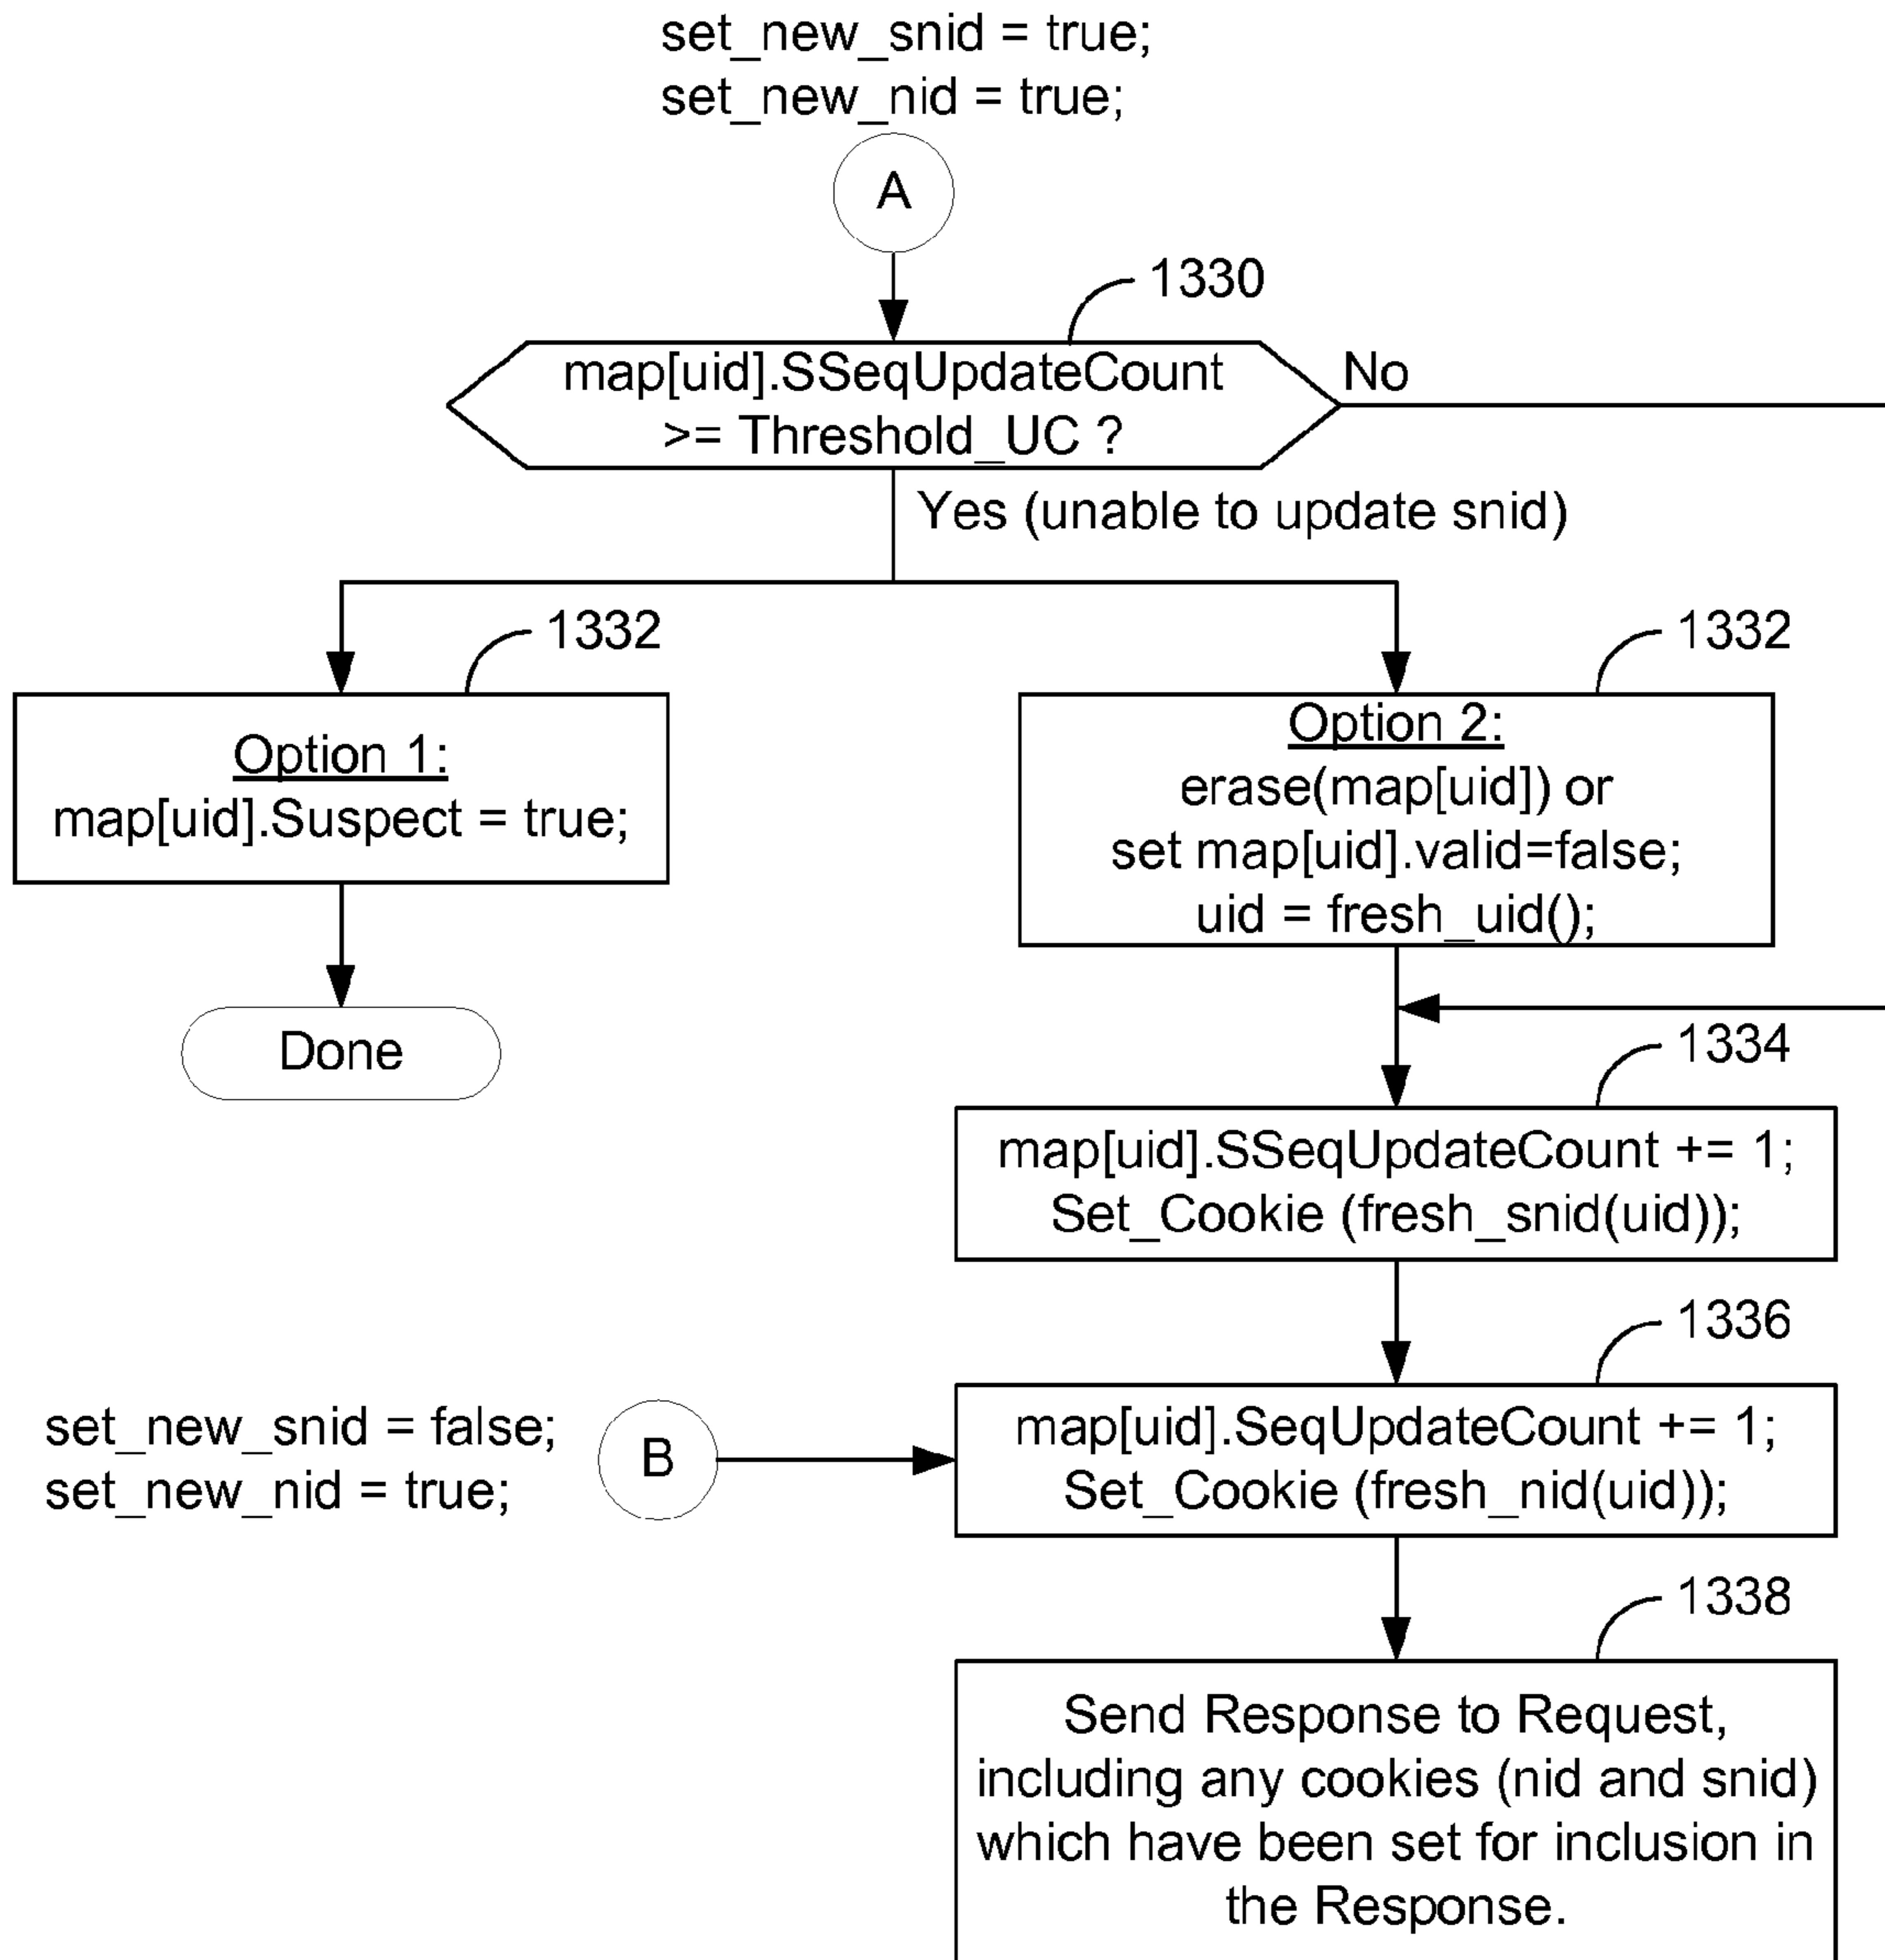 set_new_snid = true;
set_new_nid = true;
A
1330
map[uid].SSeqUpdateCount
>= Threshold_UC ?
No
Yes (unable to update snid)
1332
Option 1:
map[uid].Suspect = true;
Done
1332
Option 2:
erase(map[uid]) or
set map[uid].valid=false;
uid = fresh_uid();
1334
map[uid].SSeqUpdateCount += 1;
Set_Cookie (fresh_snid(uid));
1336
set_new_snid = false;
set_new_nid = true;
B
map[uid].SeqUpdateCount += 1;
Set_Cookie (fresh_nid(uid));
1338
Send Response to Request,
including any cookies (nid and snid)
which have been set for inclusion in
the Response.